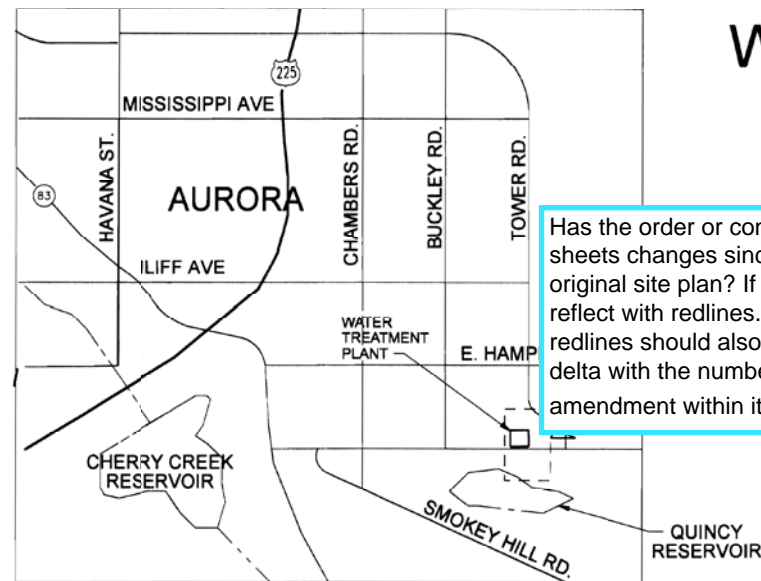 W
225
MISSISSIPPI AVE
HAVANA ST.
CHAMBERS RD.
BUCKLEY RD.
TOWER RD.
83
AURORA
Has the order or con
sheets changes sinc
original site plan? If
reflect with redlines.
redlines should also
delta with the numbe
amendment within it
ILIFF AVE
WATER
TREATMENT
PLANT
E. HAMP
CHERRY CREEK
RESERVOIR
SMOKEY HILL RD.
QUINCY
RESERVOIR